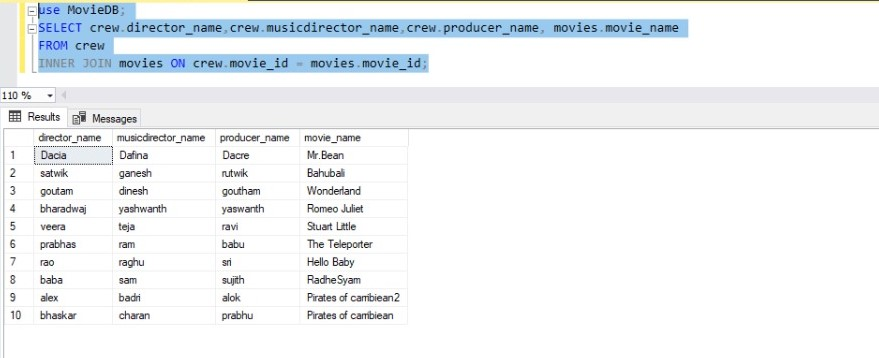 use MovieDB;
SELECT crew.director_name,crew.musicdirector_name,crew.producer_name, movies.movie_name
FROM crew
INNER JOIN movies ON crew.movie_id = movies.movie_id;
110 %
Results Messages
director_name musicdirector_name producer_name movie_name
1 Dacia Dafina Dacre Mr.Bean
2 satwik ganesh rutwik Bahubali
3 goutam dinesh goutham Wonderland
4 bharadwaj yashwanth yaswanth Romeo Juliet
5 veera teja ravi Stuart Little
6 prabhas ram babu The Teleporter
7 rao raghu sri Hello Baby
8 baba sam sujith RadheSyam
9 alex badri alok Pirates of carribiean2
10 bhaskar charan prabhu Pirates of carribiean